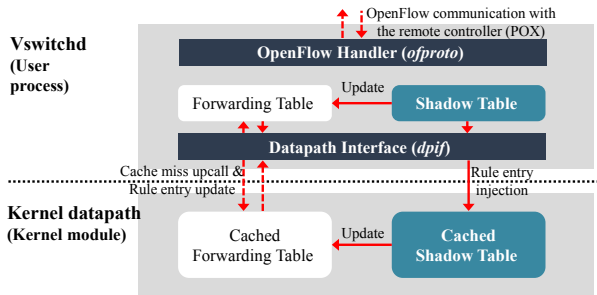 OpenFlow communication with
the remote controller (POX)
Vswitchd
(User
process)
OpenFlow Handler (ofproto)
Update
Forwarding Table
Shadow Table
Datapath Interface (dpif)
Cache miss upcall &
Rule entry update
Rule entry
injection
Kernel datapath
(Kernel module)
Cached
Forwarding Table
Update
Cached
Shadow Table